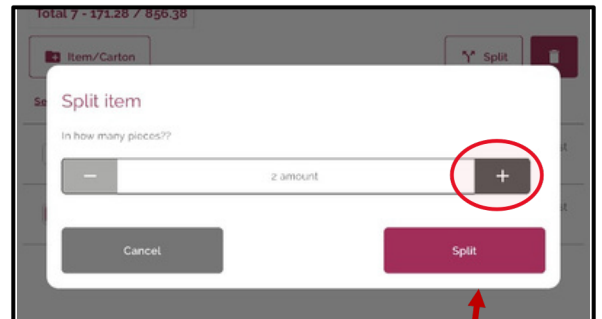 Total 7 - 171.28 / 856.38
Item/Carton
Split
Se
Split item
In how many pieces??
2 amount
Cancel
Split